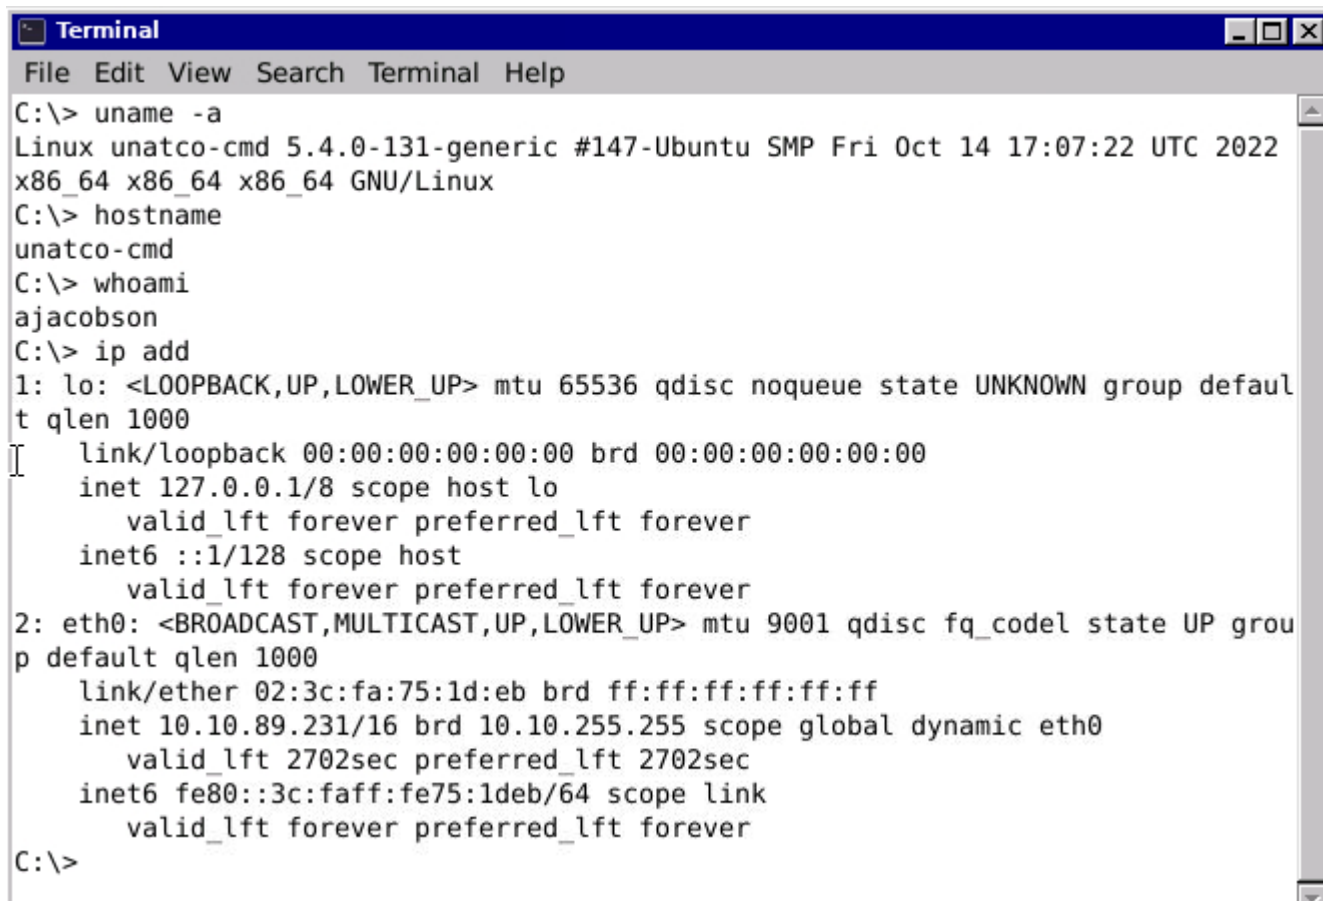 Terminal
File Edit View Search Terminal Help
C:\> uname -a
Linux unatco-cmd 5.4.0-131-generic #147-Ubuntu SMP Fri Oct 14 17:07:22 UTC 2022
x86_64 x86_64 x86_64 GNU/Linux
C:\> hostname
unatco-cmd
C:\> whoami
ajacobson
C:\> ip add
1: lo: <LOOPBACK,UP,LOWER_UP> mtu 65536 qdisc noqueue state UNKNOWN group defaul
t qlen 1000
    link/loopback 00:00:00:00:00:00 brd 00:00:00:00:00:00
    inet 127.0.0.1/8 scope host lo
       valid_lft forever preferred_lft forever
    inet6 ::1/128 scope host
       valid_lft forever preferred_lft forever
2: eth0: <BROADCAST,MULTICAST,UP,LOWER_UP> mtu 9001 qdisc fq_codel state UP grou
p default qlen 1000
    link/ether 02:3c:fa:75:1d:eb brd ff:ff:ff:ff:ff:ff
    inet 10.10.89.231/16 brd 10.10.255.255 scope global dynamic eth0
       valid_lft 2702sec preferred_lft 2702sec
    inet6 fe80::3c:faff:fe75:1deb/64 scope link
       valid_lft forever preferred_lft forever
C:\>